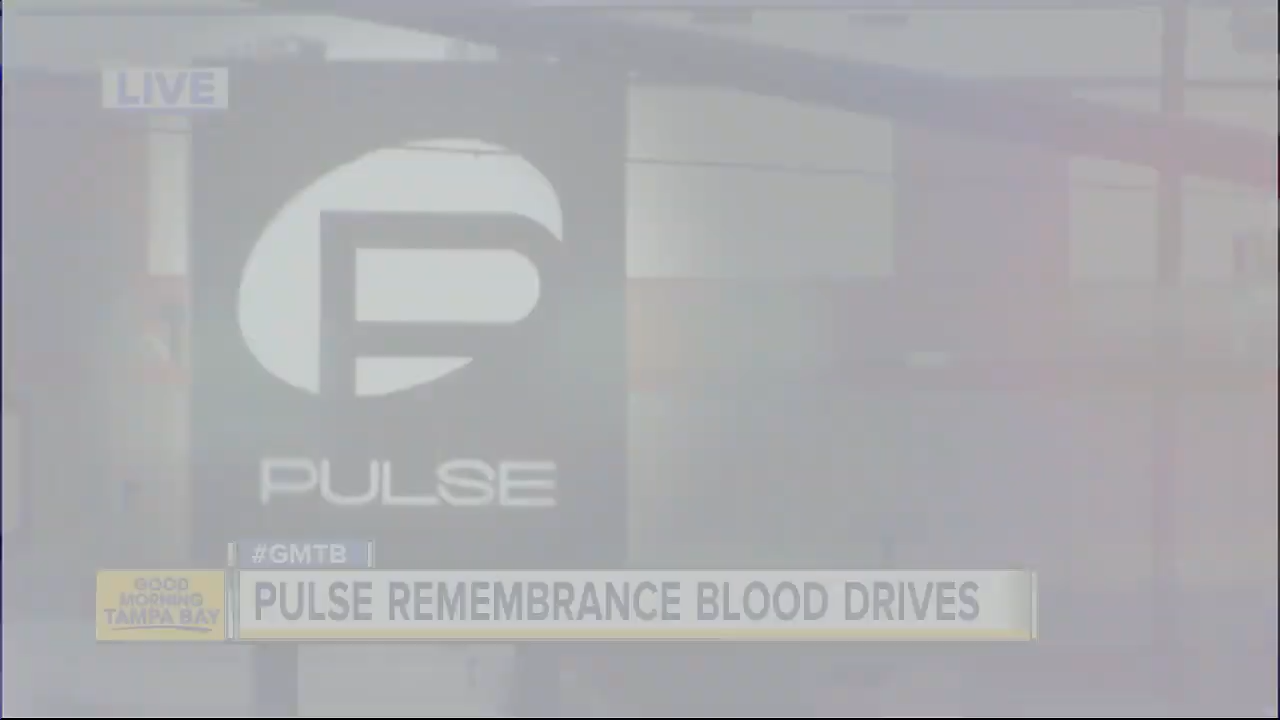 LIVE
P
PULSE
#GMTB
GOOD
MORNING
TAMPA BAY
PULSE REMEMBRANCE BLOOD DRIVES